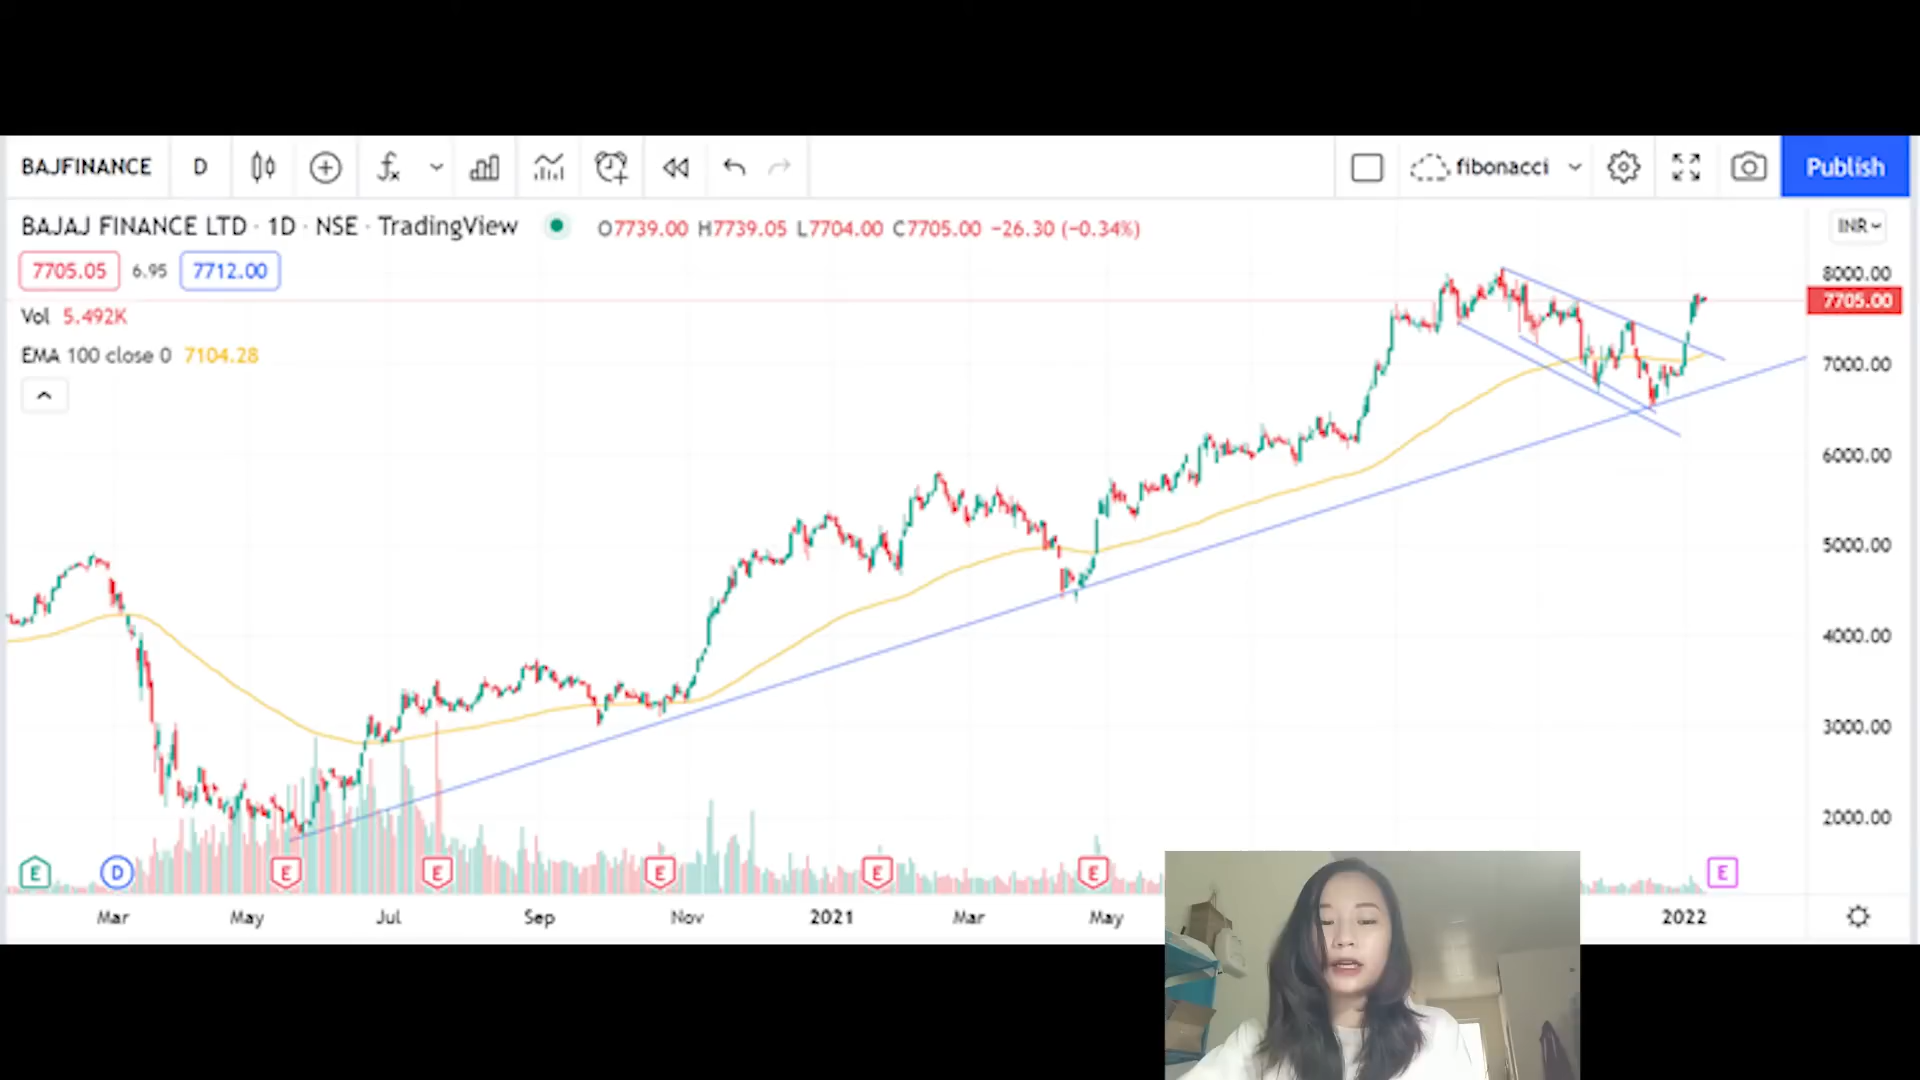 BAJFINANCE D fx fibonacci Publish
BAJAJ FINANCE LTD · 1D · NSE · TradingView O7739.00 H7739.05 L7704.00 C7705.00 −26.30 (−0.34%) INR
7705.05 6.95 7712.00
8000.00
7705.00
Vol 5.492K
EMA 100 close 0 7104.28
7000.00
6000.00
5000.00
4000.00
3000.00
2000.00
E D E E E E E E
Mar May Jul Sep Nov 2021 Mar May 2022